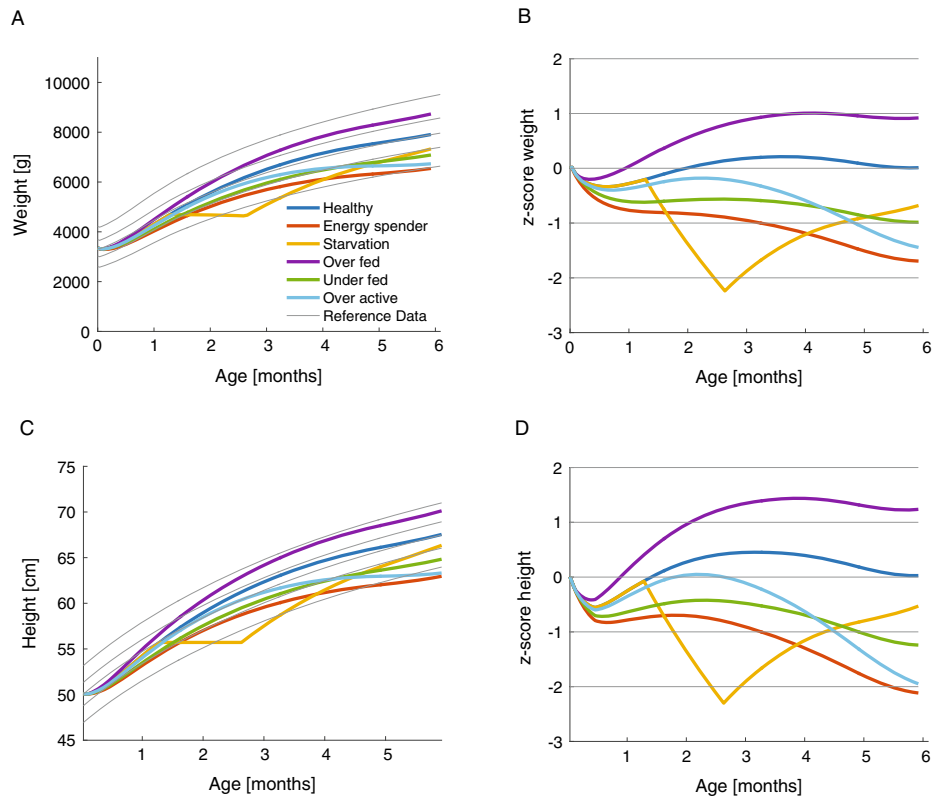 A
Weight [g]
10000
8000
6000
4000
2000
0
0 1 2 3 4 5 6
Age [months]
Healthy
Energy spender
Starvation
Over fed
Under fed
Over active
Reference Data
B
z-score weight
2
1
0
-1
-2
-3
0 1 2 3 4 5 6
Age [months]
C
Height [cm]
75
70
65
60
55
50
45
1 2 3 4 5
Age [months]
D
z-score height
2
1
0
-1
-2
-3
1 2 3 4 5 6
Age [months]